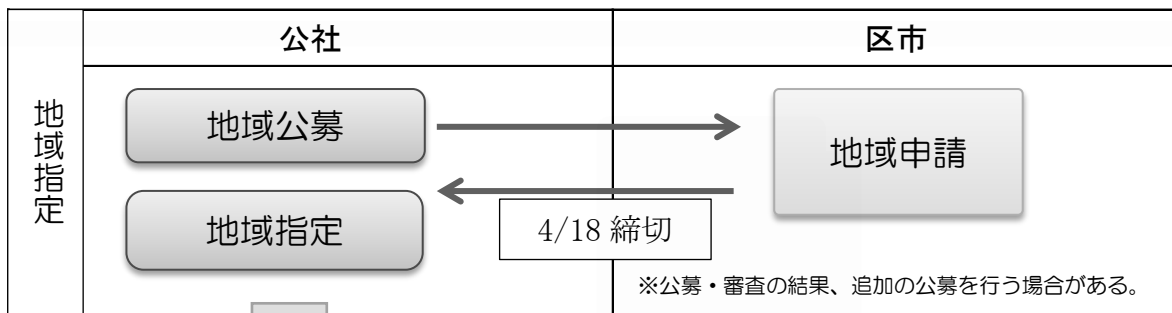 公社
区市
地域指定
地域公募
地域申請
地域指定
4/18 締切
※公募・審査の結果、追加の公募を行う場合がある。